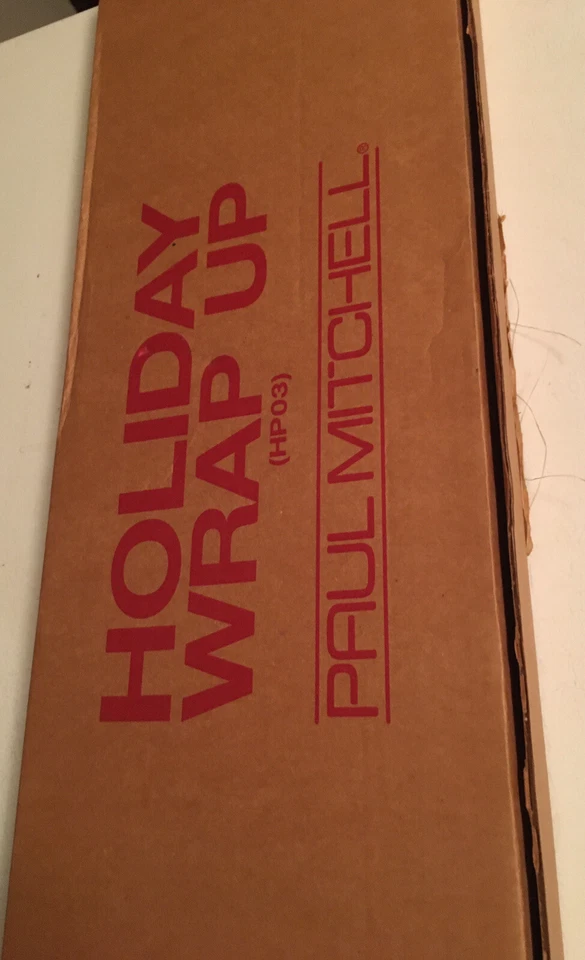 HOLIDAY
WRAP UP
(HP03)
PAUL MITCHELL®